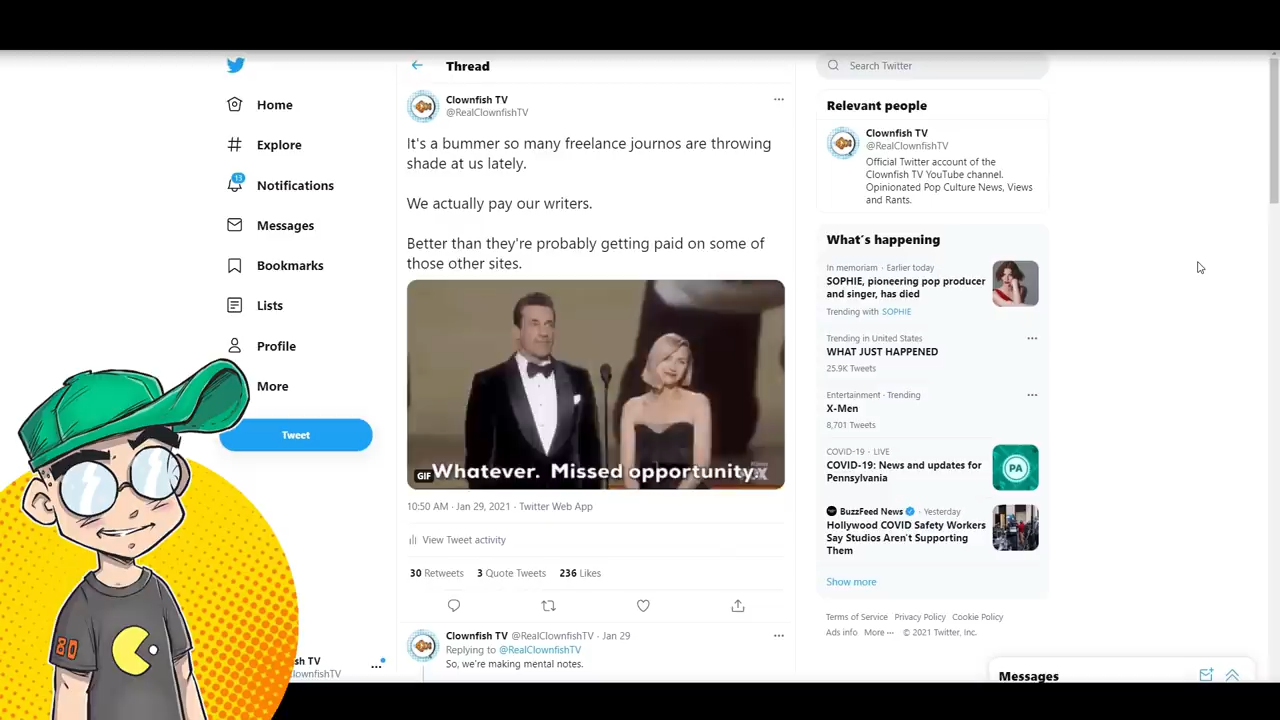 Home
Explore
13
Notifications
Messages
Bookmarks
Lists
Profile
More
Tweet
80
Thread
Clownfish TV
@RealClownfishTV
It's a bummer so many freelance journos are throwing
shade at us lately.
We actually pay our writers.
Better than they're probably getting paid on some of
those other sites.
GIF
Whatever. Missed opportunity.
10:50 AM · Jan 29, 2021 · Twitter Web App
View Tweet activity
30 Retweets 3 Quote Tweets 236 Likes
Clownfish TV @RealClownfishTV · Jan 29
Replying to @RealClownfishTV
So, we're making mental notes.
Search Twitter
Relevant people
Clownfish TV
@RealClownfishTV
Official Twitter account of the
Clownfish TV YouTube channel.
Opinionated Pop Culture News, Views
and Rants.
What's happening
In memoriam · Earlier today
SOPHIE, pioneering pop producer
and singer, has died
Trending with SOPHIE
Trending in United States
WHAT JUST HAPPENED
25.9K Tweets
Entertainment · Trending
X-Men
8,701 Tweets
COVID-19 · LIVE
COVID-19: News and updates for
Pennsylvania
PA
BuzzFeed News · Yesterday
Hollywood COVID Safety Workers
Say Studios Aren't Supporting
Them
Show more
Terms of Service Privacy Policy Cookie Policy
Ads info More ··· © 2021 Twitter, Inc.
Messages